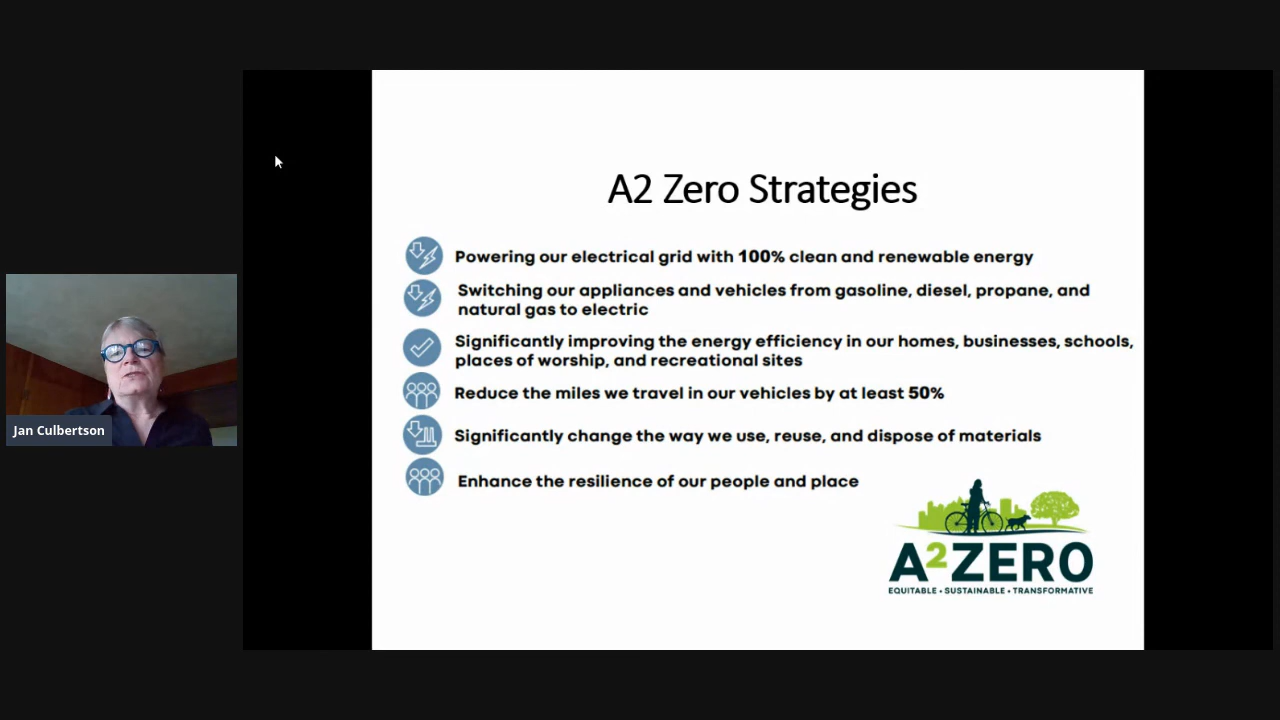 A2 Zero Strategies
Powering our electrical grid with 100% clean and renewable energy
Switching our appliances and vehicles from gasoline, diesel, propane, and
natural gas to electric
Significantly improving the energy efficiency in our homes, businesses, schools,
places of worship, and recreational sites
Reduce the miles we travel in our vehicles by at least 50%
Significantly change the way we use, reuse, and dispose of materials
Enhance the resilience of our people and place
A²ZERO
EQUITABLE • SUSTAINABLE • TRANSFORMATIVE
Jan Culbertson